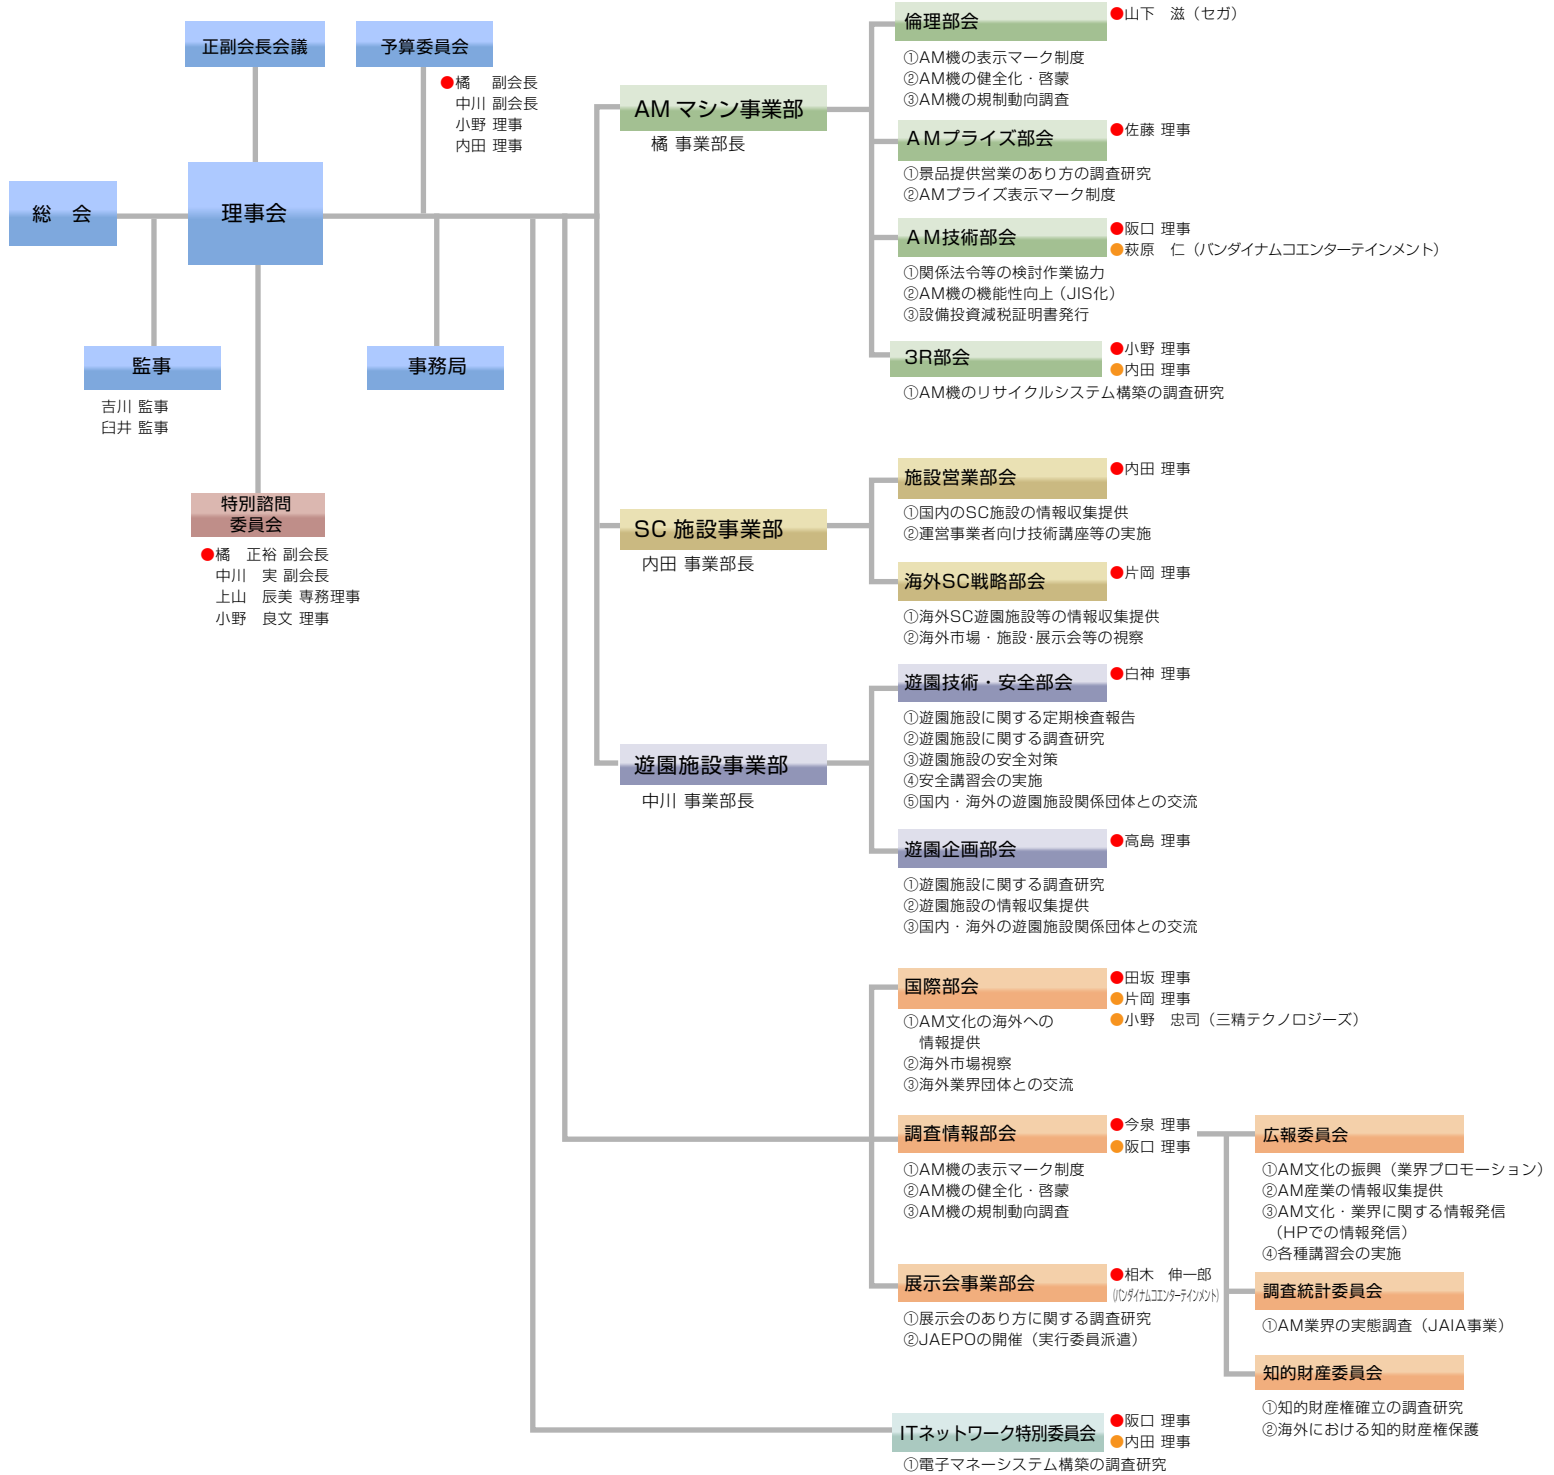 正副会長会議
予算委員会
●橘　副会長
中川 副会長
小野 理事
内田 理事
総　会
理事会
監事
吉川 監事
臼井 監事
事務局
特別諮問
委員会
●橘　正裕 副会長
中川　実 副会長
上山　辰美 専務理事
小野　良文 理事
AM マシン事業部
橘 事業部長
倫理部会
●山下　滋（セガ）
①AM機の表示マーク制度
②AM機の健全化・啓蒙
③AM機の規制動向調査
AMプライズ部会
●佐藤 理事
①景品提供営業のあり方の調査研究
②AMプライズ表示マーク制度
AM技術部会
●阪口 理事
●萩原　仁（バンダイナムコエンターテインメント）
①関係法令等の検討作業協力
②AM機の機能性向上（JIS化）
③設備投資減税証明書発行
3R部会
●小野 理事
●内田 理事
①AM機のリサイクルシステム構築の調査研究
SC 施設事業部
内田 事業部長
施設営業部会
●内田 理事
①国内のSC施設の情報収集提供
②運営事業者向け技術講座等の実施
海外SC戦略部会
●片岡 理事
①海外SC遊園施設等の情報収集提供
②海外市場・施設・展示会等の視察
遊園施設事業部
中川 事業部長
遊園技術・安全部会
●白神 理事
①遊園施設に関する定期検査報告
②遊園施設に関する調査研究
③遊園施設の安全対策
④安全講習会の実施
⑤国内・海外の遊園施設関係団体との交流
遊園企画部会
●高島 理事
①遊園施設に関する調査研究
②遊園施設の情報収集提供
③国内・海外の遊園施設関係団体との交流
国際部会
●田坂 理事
●片岡 理事
●小野　忠司（三精テクノロジーズ）
①AM文化の海外への
情報提供
②海外市場視察
③海外業界団体との交流
調査情報部会
●今泉 理事
●阪口 理事
①AM機の表示マーク制度
②AM機の健全化・啓蒙
③AM機の規制動向調査
広報委員会
①AM文化の振興（業界プロモーション）
②AM産業の情報収集提供
③AM文化・業界に関する情報発信
（HPでの情報発信）
④各種講習会の実施
調査統計委員会
①AM業界の実態調査（JAIA事業）
知的財産委員会
①知的財産権確立の調査研究
②海外における知的財産権保護
展示会事業部会
●相木　伸一郎
（バンダイナムコエンターテインメント）
①展示会のあり方に関する調査研究
②JAEPOの開催（実行委員派遣）
ITネットワーク特別委員会
●阪口 理事
●内田 理事
①電子マネーシステム構築の調査研究